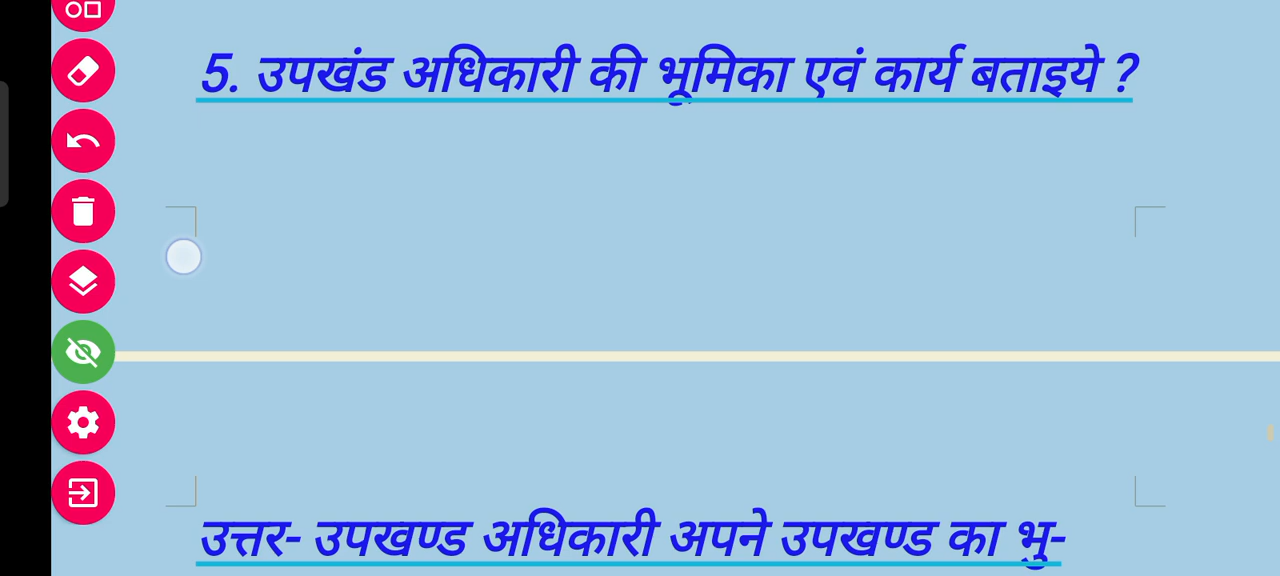 5. उपखंड अधिकारी की भूमिका एवं कार्य बताइये ?
उत्तर- उपखण्ड अधिकारी अपने उपखण्ड का भु-